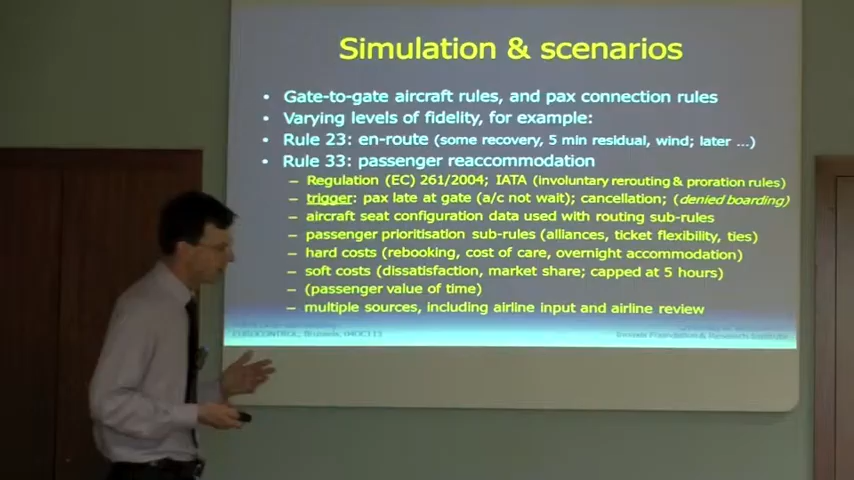 Simulation & scenarios
• Gate-to-gate aircraft rules, and pax connection rules
• Varying levels of fidelity, for example:
• Rule 23: en-route (some recovery, 5 min residual, wind; later ...)
• Rule 33: passenger reaccommodation
– Regulation (EC) 261/2004; IATA (involuntary rerouting & proration rules)
– trigger: pax late at gate (a/c not wait); cancellation; (denied boarding)
– aircraft seat configuration data used with routing sub-rules
– passenger prioritisation sub-rules (alliances, ticket flexibility, ties)
– hard costs (rebooking, cost of care, overnight accommodation)
– soft costs (dissatisfaction, market share; capped at 5 hours)
– (passenger value of time)
– multiple sources, including airline input and airline review
EUROCONTROL, Brussels,
Foundation & Research Institute